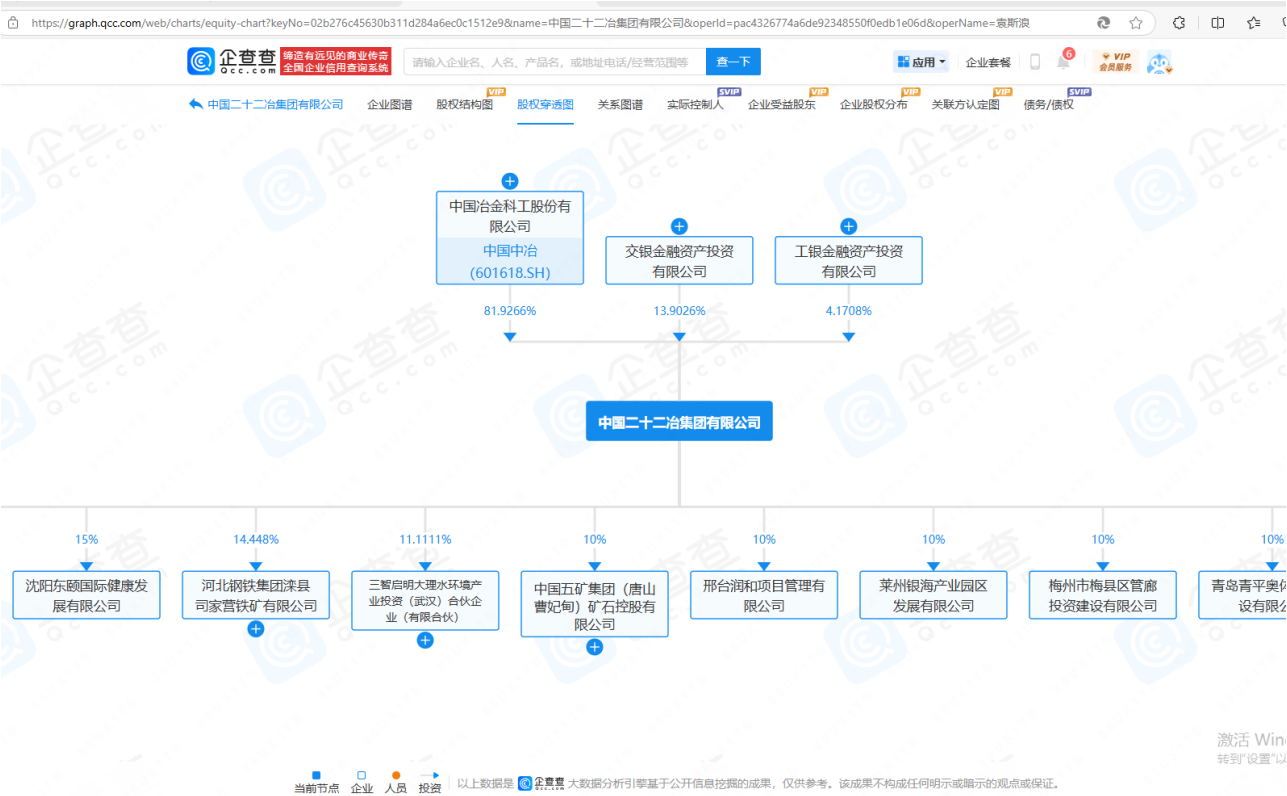 https://graph.qcc.com/web/charts/equity-chart?keyNo=02b276c45630b311d284a6ec0c1512e9&name=中国二十二冶集团有限公司&operId=pac4326774a6de92348550f0edb1e06d&operName=袁斯浪
企查查
Qcc.com
缔造有远见的商业传奇
全国企业信用查询系统
请输入企业名、人名、产品名，或地址电话/经营范围等
查一下
应用
企业套餐
6
VIP
会员服务
中国二十二冶集团有限公司
企业图谱
股权结构图 VIP
股权穿透图
关系图谱
实际控制人 SVIP
企业受益股东 VIP
企业股权分布 VIP
关联方认定图 VIP
债务/债权 SVIP
中国冶金科工股份有
限公司
中国中冶
(601618.SH)
交银金融资产投资
有限公司
工银金融资产投资
有限公司
81.9266%
13.9026%
4.1708%
中国二十二冶集团有限公司
15%
14.448%
11.1111%
10%
10%
10%
10%
10%
沈阳东颐国际健康发
展有限公司
河北钢铁集团滦县
司家营铁矿有限公司
三智启明大理水环境产
业投资（武汉）合伙企
业（有限合伙）
中国五矿集团（唐山
曹妃甸）矿石控股有
限公司
邢台润和项目管理有
限公司
莱州银海产业园区
发展有限公司
梅州市梅县区管廊
投资建设有限公司
青岛青平奥体
设有限公
激活 Win
转到"设置"以
当前节点
企业
人员
投资
以上数据是 企查查 Qcc.com 大数据分析引擎基于公开信息挖掘的成果，仅供参考。该成果不构成任何明示或暗示的观点或保证。